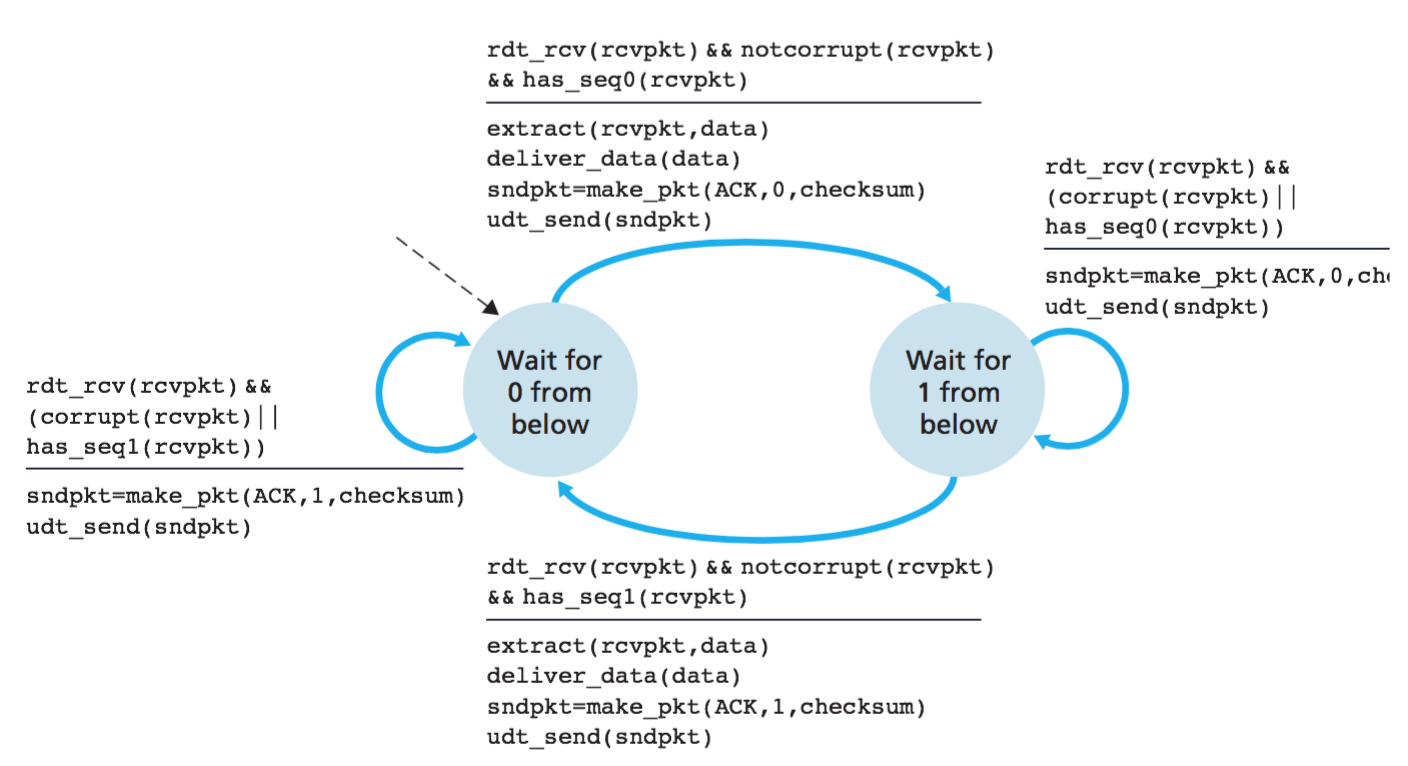 rdt_rcv(rcvpkt) && notcorrupt(rcvpkt)
&& has_seq0(rcvpkt)
extract(rcvpkt,data)
deliver_data(data)
sndpkt=make_pkt(ACK,0,checksum)
udt_send(sndpkt)
rdt_rcv(rcvpkt) &&
(corrupt(rcvpkt)||
has_seq0(rcvpkt))
sndpkt=make_pkt(ACK,0,ch
udt_send(sndpkt)
Wait for
0 from
below
Wait for
1 from
below
rdt_rcv(rcvpkt) &&
(corrupt(rcvpkt)||
has_seq1(rcvpkt))
sndpkt=make_pkt(ACK,1,checksum)
udt_send(sndpkt)
rdt_rcv(rcvpkt) && notcorrupt(rcvpkt)
&& has_seq1(rcvpkt)
extract(rcvpkt,data)
deliver_data(data)
sndpkt=make_pkt(ACK,1,checksum)
udt_send(sndpkt)